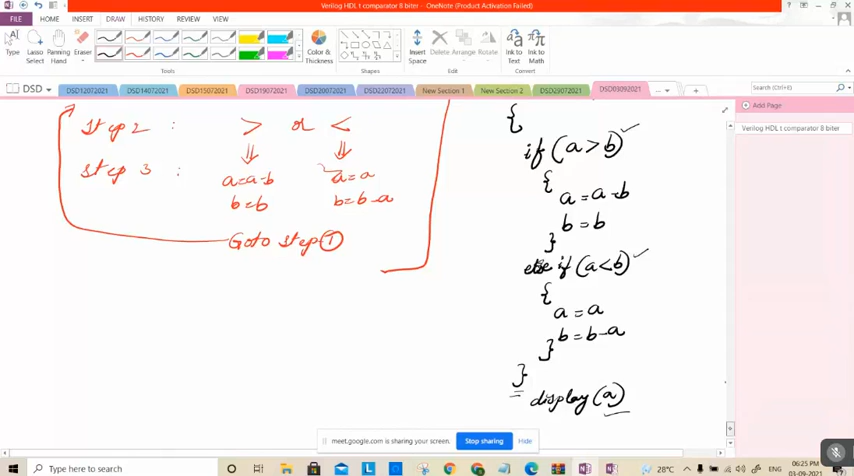 Verilog HDL t comparator 8 biter - OneNote (Product Activation Failed)
FILE HOME INSERT DRAW HISTORY REVIEW VIEW
Type Lasso Select Panning Hand Eraser Color & Thickness Insert Space Delete Arrange Ink to Text Ink to Math
Tools Shapes Edit Convert
DSD DSD12072021 DSD14072021 DSD15072021 DSD19072021 DSD20072021 DSD22072021 New Section 1 New Section 2 DSD29072021 DSD03092021 ... Search (Ctrl+E)
Add Page
Verilog HDL t comparator 8 biter
Step 2 : > or <
⇓ ⇓
Step 3 : a=a-b a=a
b=b b=b-a
Goto step 1
{
if (a>b)
{
a = a-b
b = b
}
else if (a<b)
{
a = a
b = b-a
}
}
display(a)
meet.google.com is sharing your screen. Stop sharing Hide
Type here to search
28°C
ENG
06:25 PM
03-09-2021